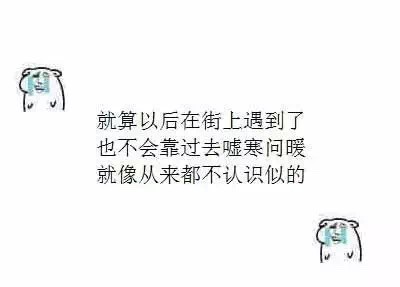 就算以后在街上遇到了
也不会靠过去嘘寒问暖
就像从来都不认识似的